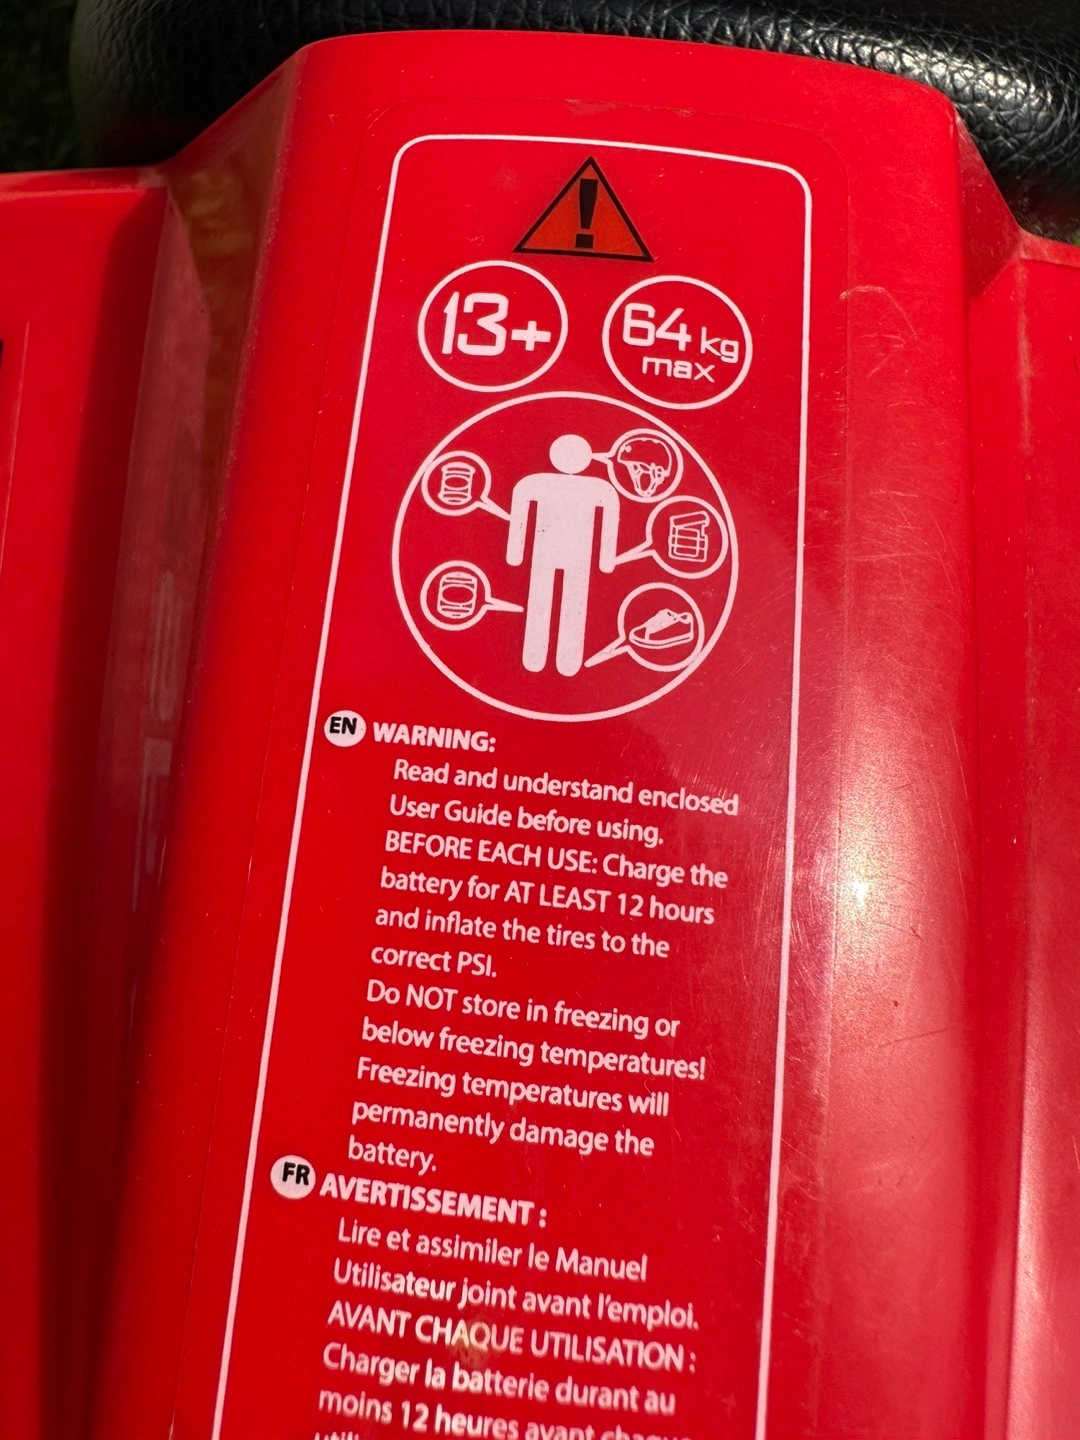 13+
64 kg
max
EN WARNING:
Read and understand enclosed
User Guide before using.
BEFORE EACH USE: Charge the
battery for AT LEAST 12 hours
and inflate the tires to the
correct PSI.
Do NOT store in freezing or
below freezing temperatures!
Freezing temperatures will
permanently damage the
battery.
FR AVERTISSEMENT :
Lire et assimiler le Manuel
Utilisateur joint avant l'emploi.
AVANT CHAQUE UTILISATION :
Charger la batterie durant au
moins 12 heures avant chaque